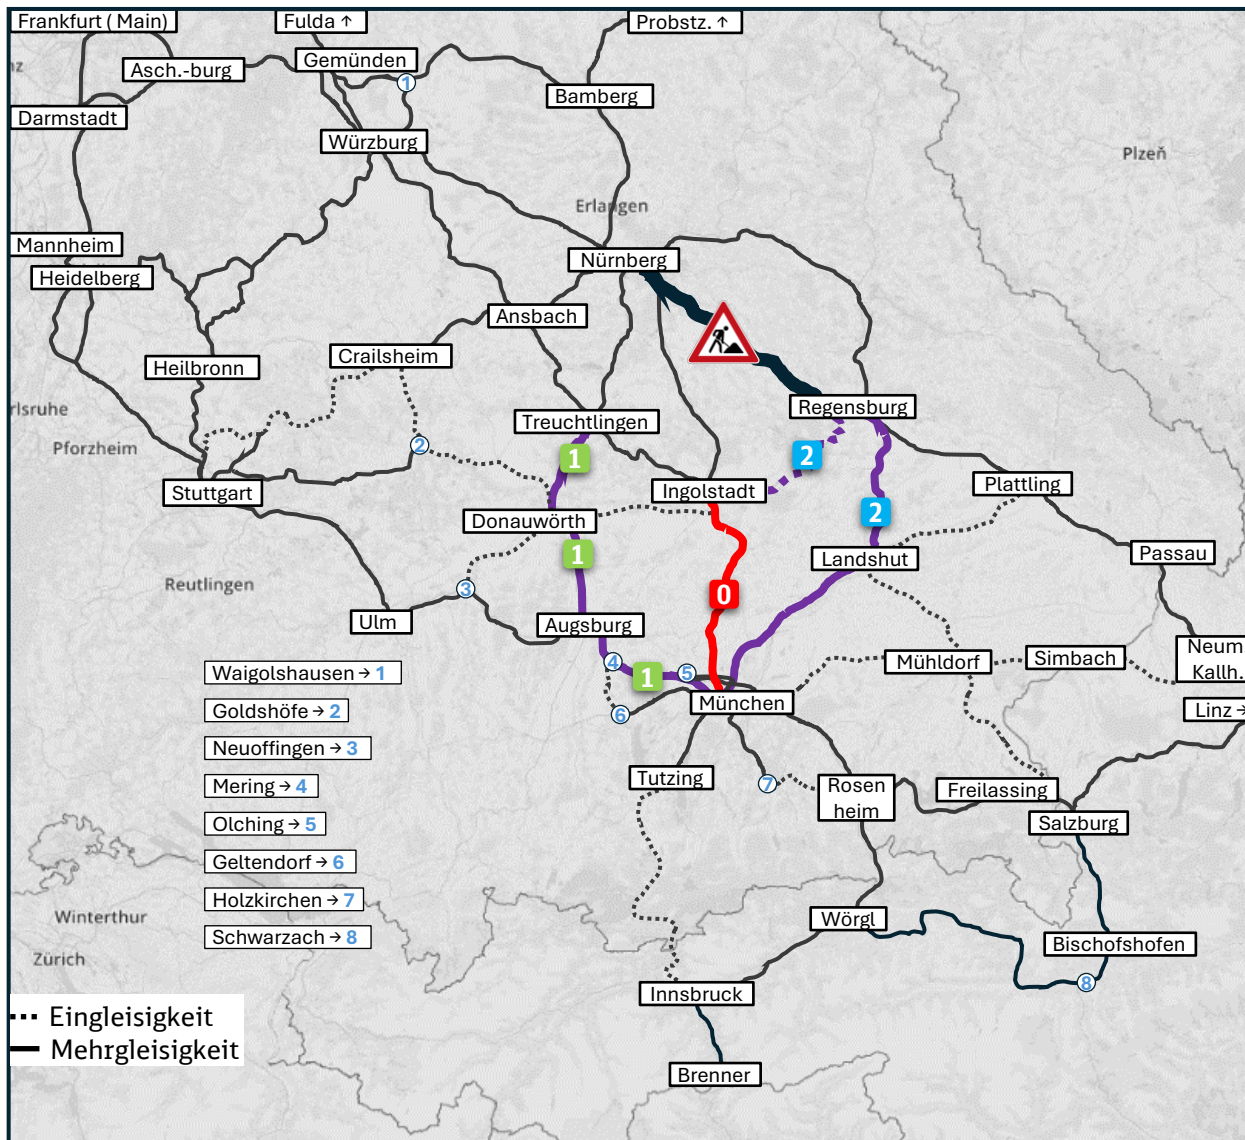 Frankfurt (Main)
Fulda ↑
Probstz. ↑
Gemünden
Asch.-burg
1
Bamberg
Darmstadt
Würzburg
Plzeň
Erlangen
Mannheim
Nürnberg
Heidelberg
Ansbach
Crailsheim
Heilbronn
Regensburg
Treuchtlingen
Pforzheim
2
1
2
Stuttgart
Ingolstadt
Plattling
Donauwörth
2
1
Landshut
Passau
Reutlingen
3
0
Ulm
Augsburg
Neum.
Kallh.
4
Mühldorf
Simbach
Waigolshausen → 1
1
5
München
Goldshöfe → 2
6
Linz →
Neuoffingen → 3
Tutzing
7
Rosen
heim
Freilassing
Mering → 4
Salzburg
Olching → 5
Geltendorf → 6
Holzkirchen → 7
Winterthur
Wörgl
Schwarzach → 8
Bischofshofen
Zürich
8
Innsbruck
Eingleisigkeit
Mehrgleisigkeit
Brenner